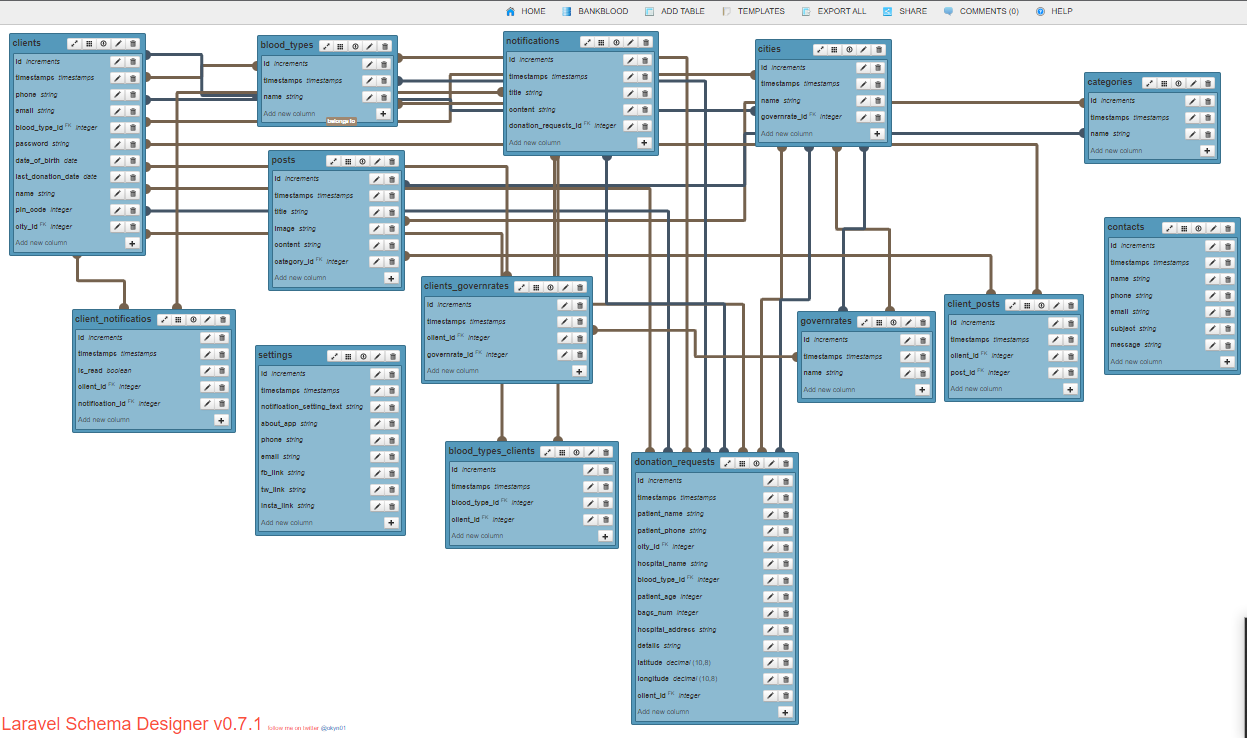 HOME BANKBLOOD ADD TABLE TEMPLATES EXPORT ALL SHARE COMMENTS (0) HELP
clients
id increments
timestamps timestamps
phone string
email string
blood_type_id FK integer
password string
date_of_birth date
last_donation_date date
name string
pin_code integer
city_id FK integer
Add new column
blood_types
id increments
timestamps timestamps
name string
Add new column
belongs to
notifications
id increments
timestamps timestamps
title string
content string
donation_requests_id FK integer
Add new column
cities
id increments
timestamps timestamps
name string
governrate_id FK integer
Add new column
categories
id increments
timestamps timestamps
name string
Add new column
posts
id increments
timestamps timestamps
title string
image string
content string
category_id FK integer
Add new column
contacts
id increments
timestamps timestamps
name string
phone string
email string
subject string
message string
Add new column
clients_governrates
id increments
timestamps timestamps
client_id FK integer
governrate_id FK integer
Add new column
client_notificatios
id increments
timestamps timestamps
is_read boolean
client_id FK integer
notification_id FK integer
Add new column
settings
id increments
timestamps timestamps
notification_setting_text string
about_app string
phone string
email string
fb_link string
tw_link string
insta_link string
Add new column
governrates
id increments
timestamps timestamps
name string
Add new column
client_posts
id increments
timestamps timestamps
client_id FK integer
post_id FK integer
Add new column
blood_types_clients
id increments
timestamps timestamps
blood_type_id FK integer
client_id FK integer
Add new column
donation_requests
id increments
timestamps timestamps
patient_name string
patient_phone string
city_id FK integer
hospital_name string
blood_type_id FK integer
patient_age integer
bags_num integer
hospital_address string
details string
latitude decimal (10,8)
longitude decimal (10,8)
client_id FK integer
Add new column
Laravel Schema Designer v0.7.1 follow me on twitter @okyn01